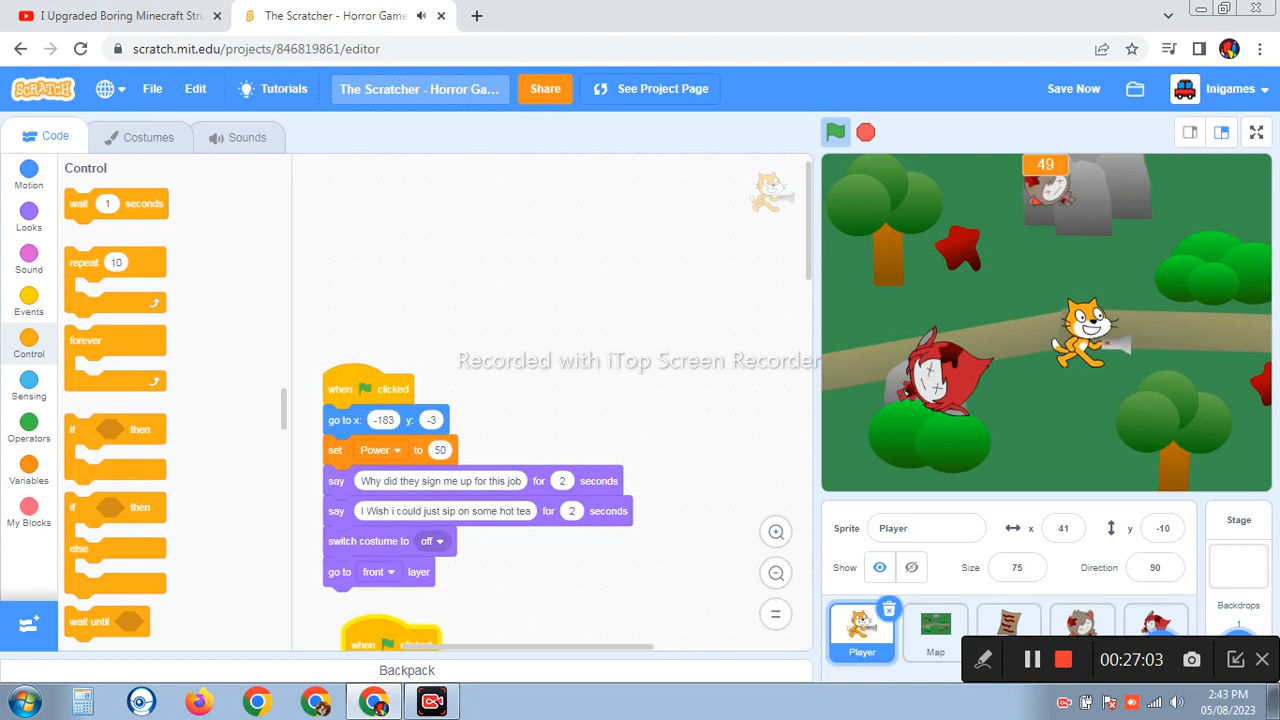 I Upgraded Boring Minecraft Stru
The Scratcher - Horror Game
scratch.mit.edu/projects/846819861/editor
SCRATCH File Edit Tutorials The Scratcher - Horror Ga... Share See Project Page Save Now Inigames
Code Costumes Sounds
Motion
Looks
Sound
Events
Control
Sensing
Operators
Variables
My Blocks
Control
wait 1 seconds
repeat 10
forever
if then
if then
else
wait until
when clicked
go to x: -183 y: -3
set Power to 50
say Why did they sign me up for this job for 2 seconds
say I Wish i could just sip on some hot tea for 2 seconds
switch costume to off
go to front layer
when clicked
Recorded with iTop Screen Recorder
49
Sprite Player x 41 y -10
Show Size 75 Direction 90
Player
Map
Stage
Backdrops
1
Backpack
00:27:03
2:43 PM
05/08/2023